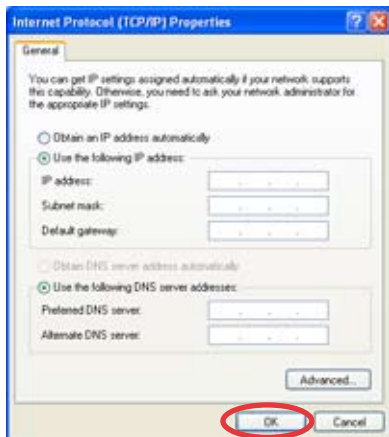 Internet Protocol (TCP/IP) Properties
General
You can get IP settings assigned automatically if your network supports
this capability. Otherwise, you need to ask your network administrator for
the appropriate IP settings.
Obtain an IP address automatically
Use the following IP address:
IP address:
Subnet mask:
Default gateway:
Obtain DNS server address automatically
Use the following DNS server addresses:
Preferred DNS server:
Alternate DNS server:
Advanced...
OK
Cancel